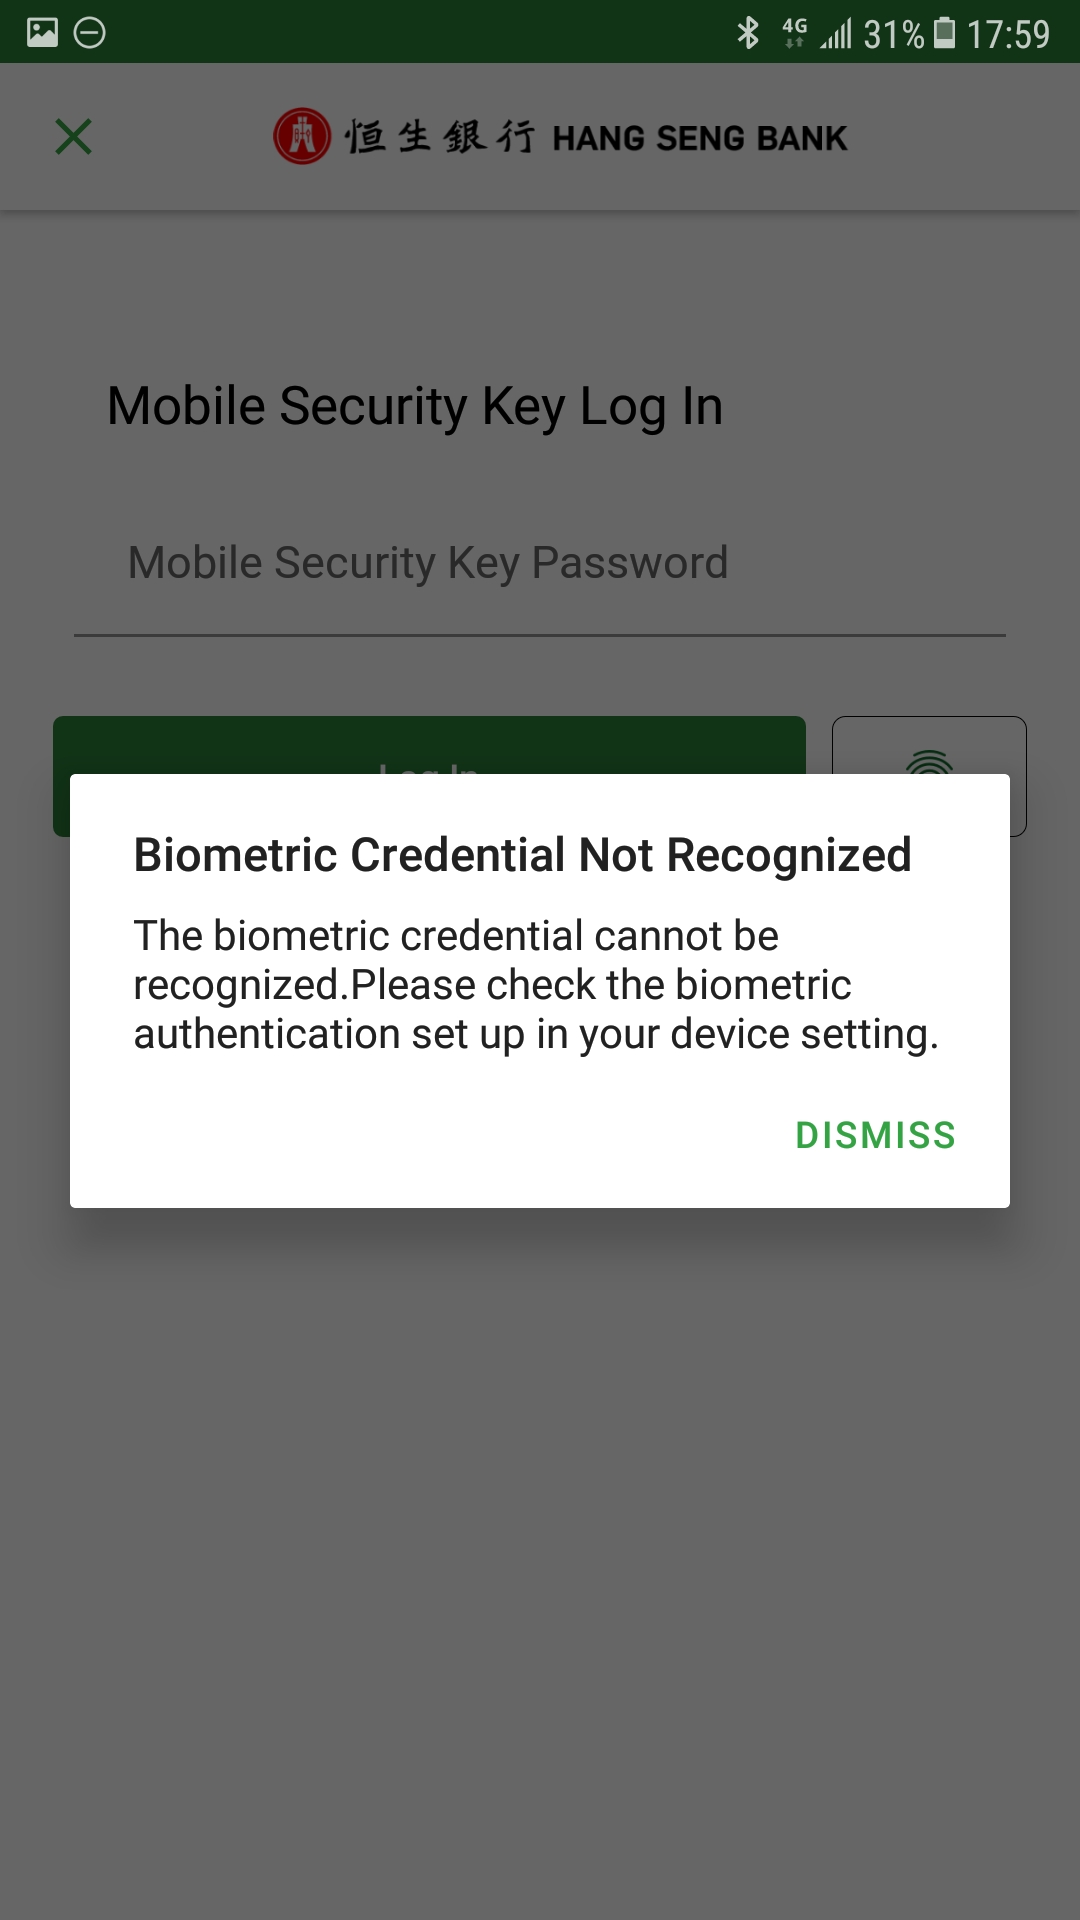 4G 31% 17:59
恒生銀行 HANG SENG BANK
Mobile Security Key Log In
Mobile Security Key Password
Log In
Biometric Credential Not Recognized
The biometric credential cannot be
recognized.Please check the biometric
authentication set up in your device setting.
DISMISS